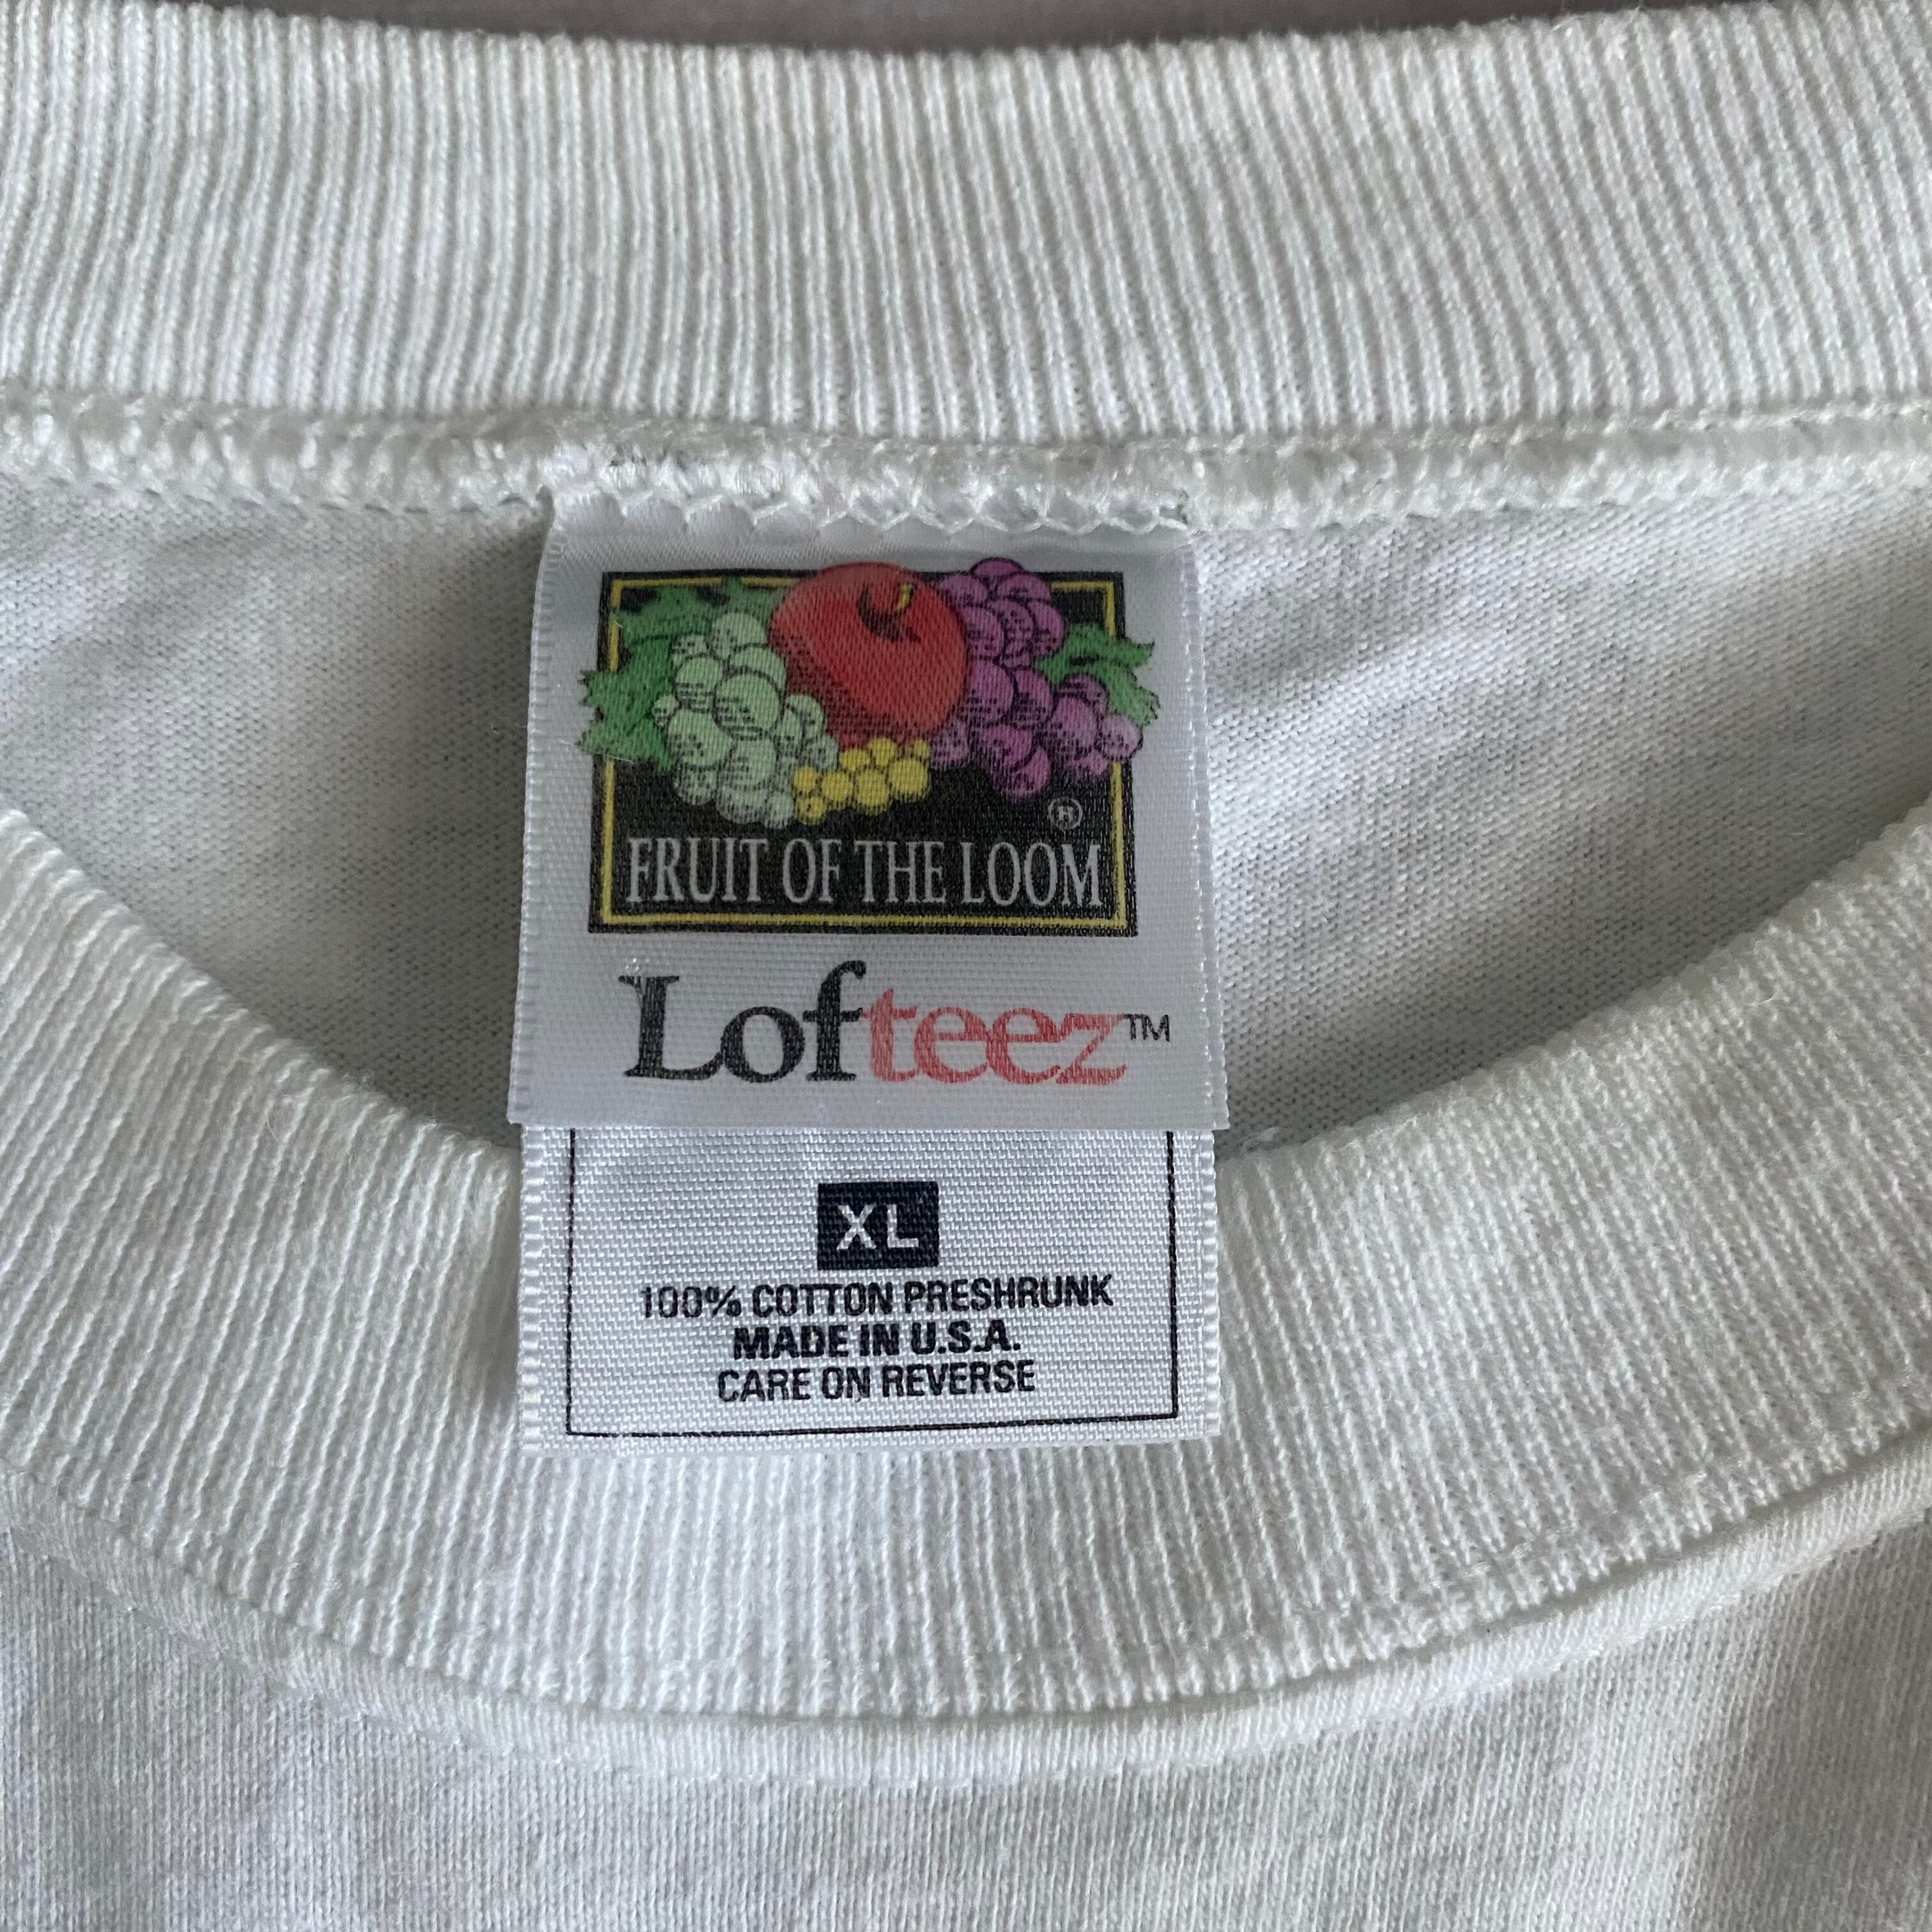 ®
FRUIT OF THE LOOM
Lofteez™
XL
100% COTTON PRESHRUNK
MADE IN U.S.A.
CARE ON REVERSE